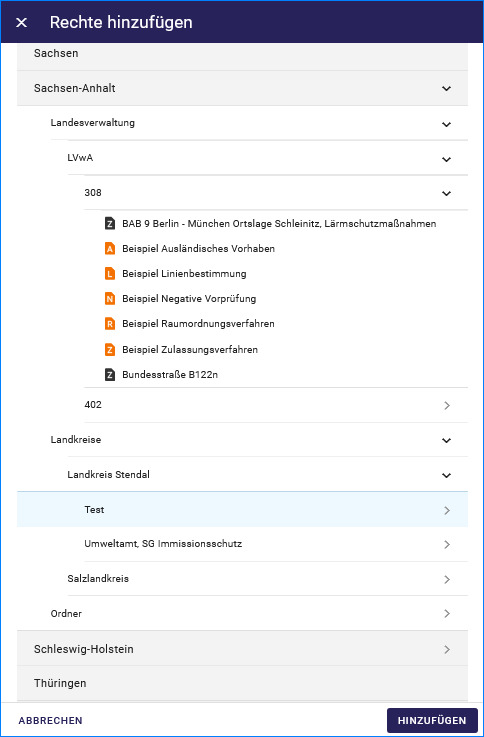 Rechte hinzufügen
Sachsen
Sachsen-Anhalt
Landesverwaltung
LVwA
308
Z BAB 9 Berlin - München Ortslage Schleinitz, Lärmschutzmaßnahmen
A Beispiel Ausländisches Vorhaben
L Beispiel Linienbestimmung
N Beispiel Negative Vorprüfung
R Beispiel Raumordnungsverfahren
Z Beispiel Zulassungsverfahren
Z Bundesstraße B122n
402
Landkreise
Landkreis Stendal
Test
Umweltamt, SG Immissionsschutz
Salzlandkreis
Ordner
Schleswig-Holstein
Thüringen
ABBRECHEN HINZUFÜGEN